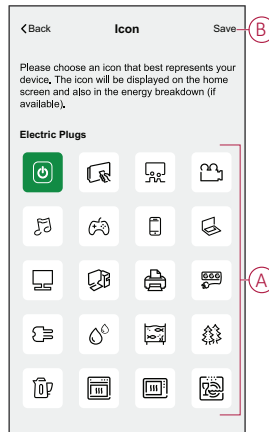 Back Icon Save B
Please choose an icon that best represents your
device. The icon will be displayed on the home
screen and also in the energy breakdown (if
available).
Electric Plugs
A